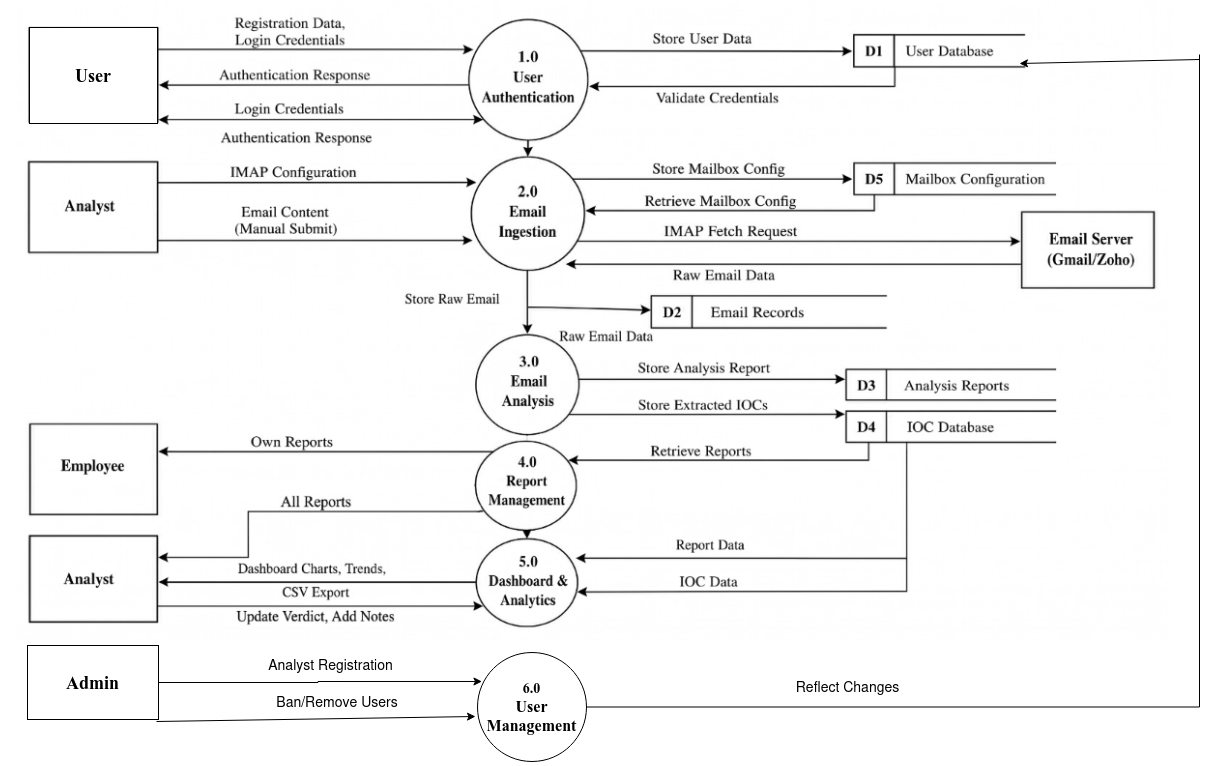 Registration Data,
Login Credentials
User
1.0
User
Authentication
Store User Data
D1
User Database
Authentication Response
Validate Credentials
Login Credentials
Authentication Response
Analyst
IMAP Configuration
Email Content
(Manual Submit)
2.0
Email
Ingestion
Store Mailbox Config
D5
Mailbox Configuration
Retrieve Mailbox Config
IMAP Fetch Request
Email Server
(Gmail/Zoho)
Raw Email Data
Store Raw Email
D2
Email Records
Raw Email Data
3.0
Email
Analysis
Store Analysis Report
D3
Analysis Reports
Store Extracted IOCs
D4
IOC Database
Employee
Own Reports
4.0
Report
Management
Retrieve Reports
All Reports
Analyst
5.0
Dashboard &
Analytics
Report Data
Dashboard Charts, Trends,
CSV Export
IOC Data
Update Verdict, Add Notes
Admin
Analyst Registration
Ban/Remove Users
6.0
User
Management
Reflect Changes